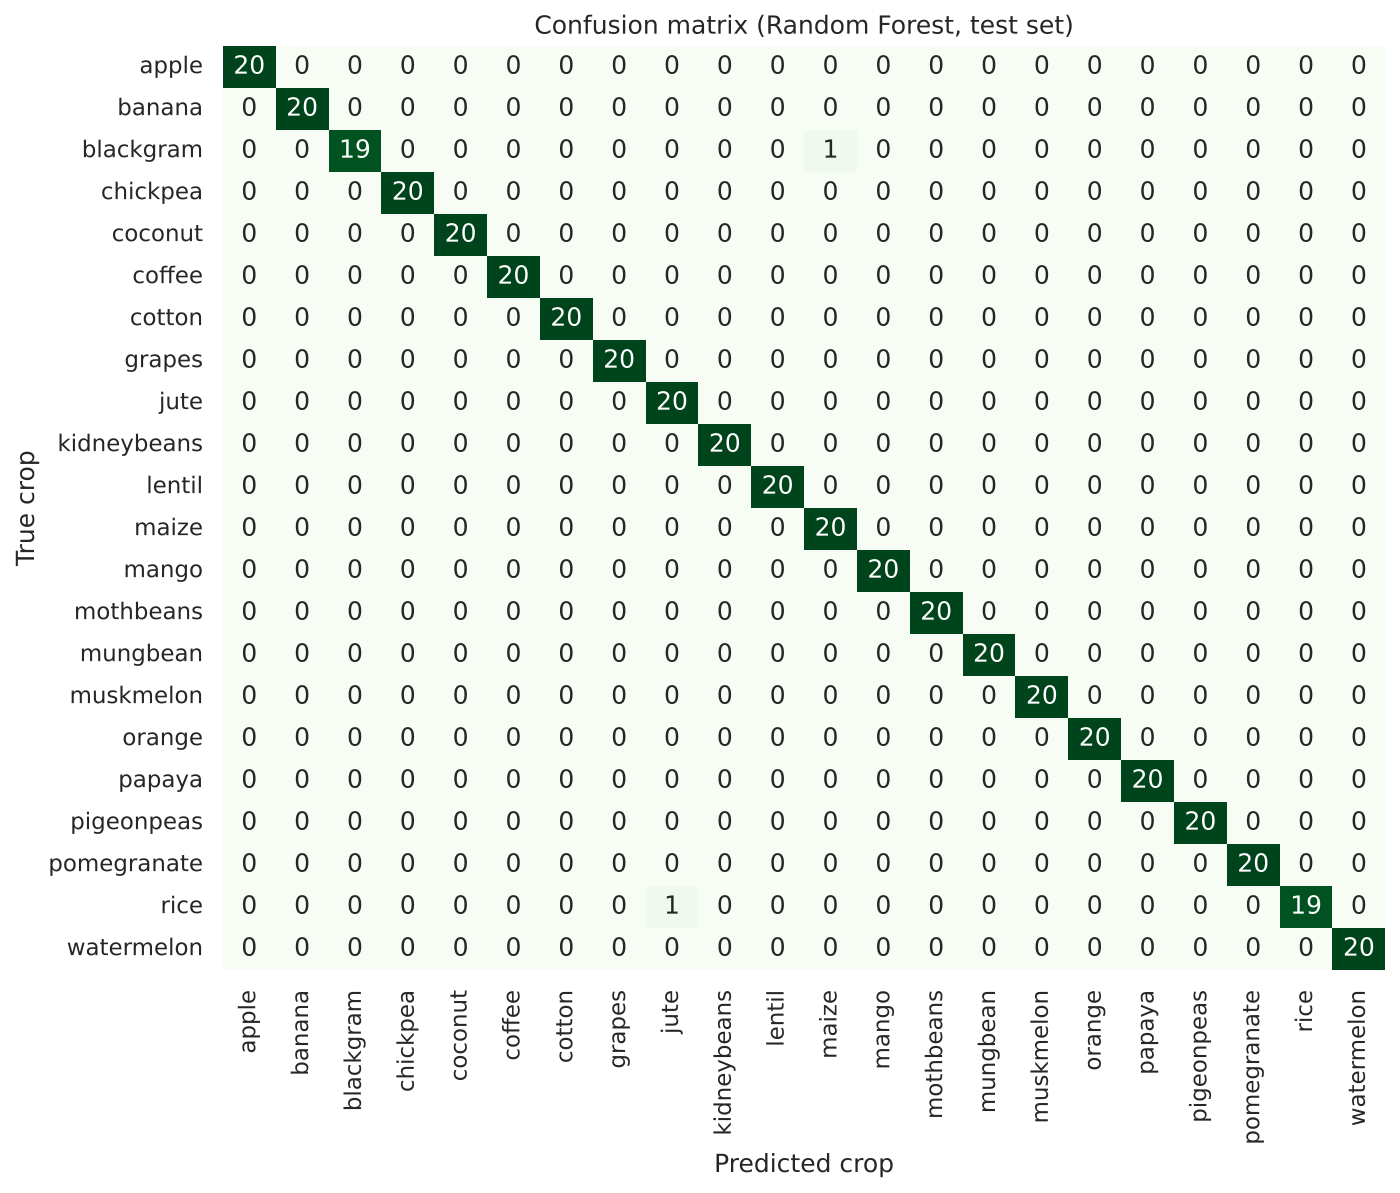 Confusion matrix (Random Forest, test set)
apple 20 0 0 0 0 0 0 0 0 0 0 0 0 0 0 0 0 0 0 0 0 0
banana 0 20 0 0 0 0 0 0 0 0 0 0 0 0 0 0 0 0 0 0 0 0
blackgram 0 0 19 0 0 0 0 0 0 0 0 1 0 0 0 0 0 0 0 0 0 0
chickpea 0 0 0 20 0 0 0 0 0 0 0 0 0 0 0 0 0 0 0 0 0 0
coconut 0 0 0 0 20 0 0 0 0 0 0 0 0 0 0 0 0 0 0 0 0 0
coffee 0 0 0 0 0 20 0 0 0 0 0 0 0 0 0 0 0 0 0 0 0 0
cotton 0 0 0 0 0 0 20 0 0 0 0 0 0 0 0 0 0 0 0 0 0 0
grapes 0 0 0 0 0 0 0 20 0 0 0 0 0 0 0 0 0 0 0 0 0 0
jute 0 0 0 0 0 0 0 0 20 0 0 0 0 0 0 0 0 0 0 0 0 0
kidneybeans 0 0 0 0 0 0 0 0 0 20 0 0 0 0 0 0 0 0 0 0 0 0
lentil 0 0 0 0 0 0 0 0 0 0 20 0 0 0 0 0 0 0 0 0 0 0
maize 0 0 0 0 0 0 0 0 0 0 0 20 0 0 0 0 0 0 0 0 0 0
mango 0 0 0 0 0 0 0 0 0 0 0 0 20 0 0 0 0 0 0 0 0 0
mothbeans 0 0 0 0 0 0 0 0 0 0 0 0 0 20 0 0 0 0 0 0 0 0
mungbean 0 0 0 0 0 0 0 0 0 0 0 0 0 0 20 0 0 0 0 0 0 0
muskmelon 0 0 0 0 0 0 0 0 0 0 0 0 0 0 0 20 0 0 0 0 0 0
orange 0 0 0 0 0 0 0 0 0 0 0 0 0 0 0 0 20 0 0 0 0 0
papaya 0 0 0 0 0 0 0 0 0 0 0 0 0 0 0 0 0 20 0 0 0 0
pigeonpeas 0 0 0 0 0 0 0 0 0 0 0 0 0 0 0 0 0 0 20 0 0 0
pomegranate 0 0 0 0 0 0 0 0 0 0 0 0 0 0 0 0 0 0 0 20 0 0
rice 0 0 0 0 0 0 0 0 1 0 0 0 0 0 0 0 0 0 0 0 19 0
watermelon 0 0 0 0 0 0 0 0 0 0 0 0 0 0 0 0 0 0 0 0 0 20
True crop
apple
banana
blackgram
chickpea
coconut
coffee
cotton
grapes
jute
kidneybeans
lentil
maize
mango
mothbeans
mungbean
muskmelon
orange
papaya
pigeonpeas
pomegranate
rice
watermelon
Predicted crop